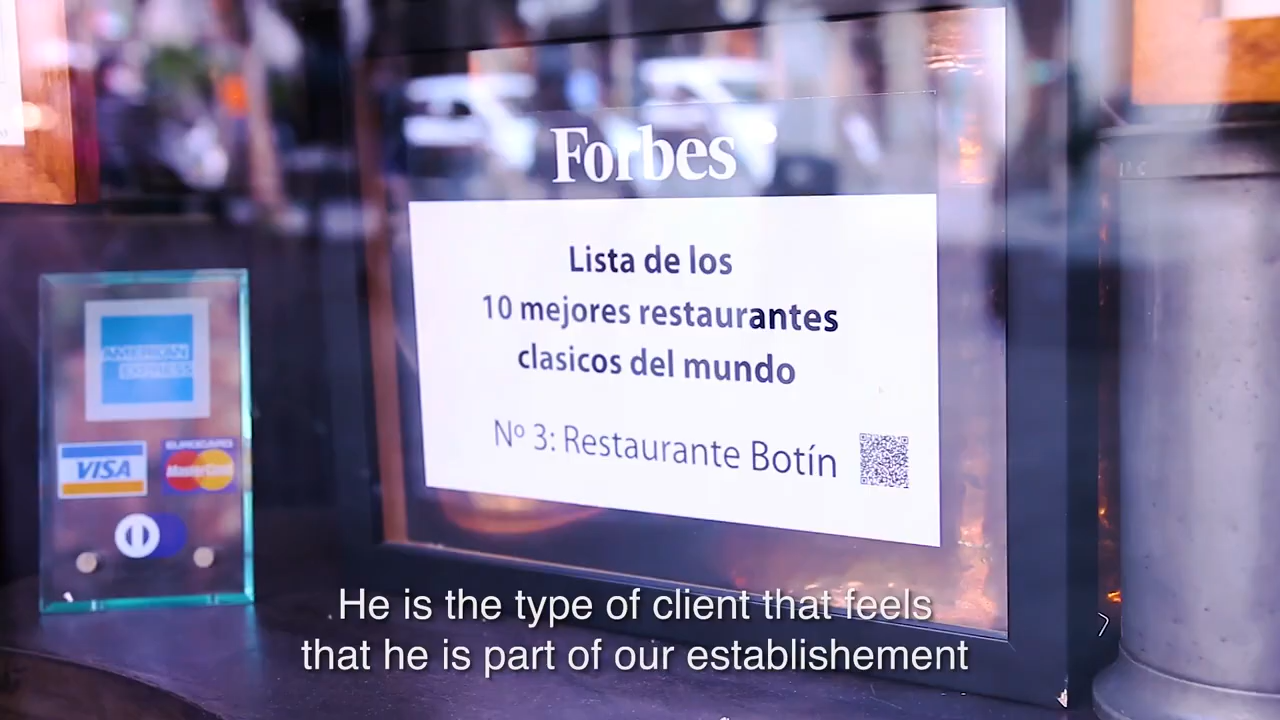 Forbes
Lista de los
10 mejores restaurantes
clasicos del mundo
Nº 3: Restaurante Botín
AMERICAN
EXPRESS
VISA
EUROCARD
MasterCard
He is the type of client that feels
that he is part of our establishement